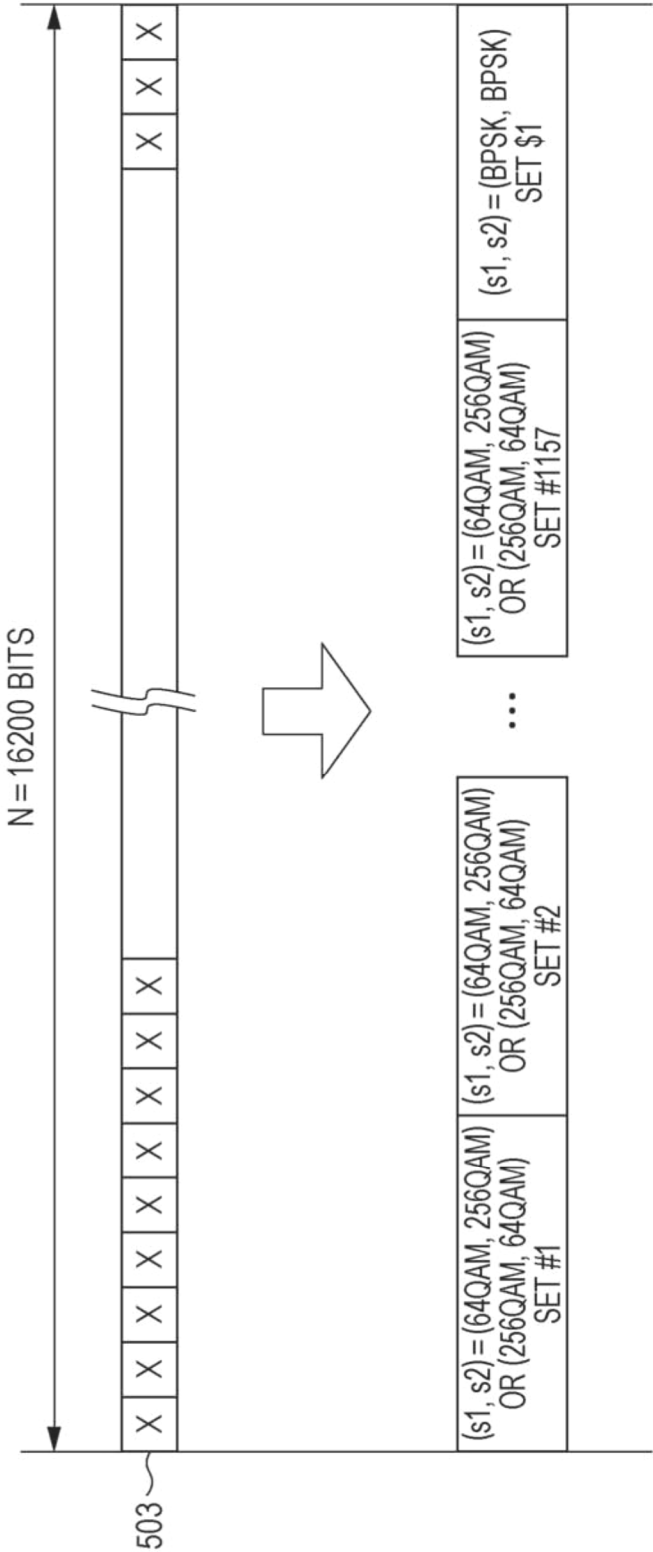 N = 16200 BITS
503
X X X X X X X X X X X X
(s1, s2) = (64QAM, 256QAM)
OR (256QAM, 64QAM)
SET #1
(s1, s2) = (64QAM, 256QAM)
OR (256QAM, 64QAM)
SET #2
...
(s1, s2) = (64QAM, 256QAM)
OR (256QAM, 64QAM)
SET #1157
(s1, s2) = (BPSK, BPSK)
SET $1